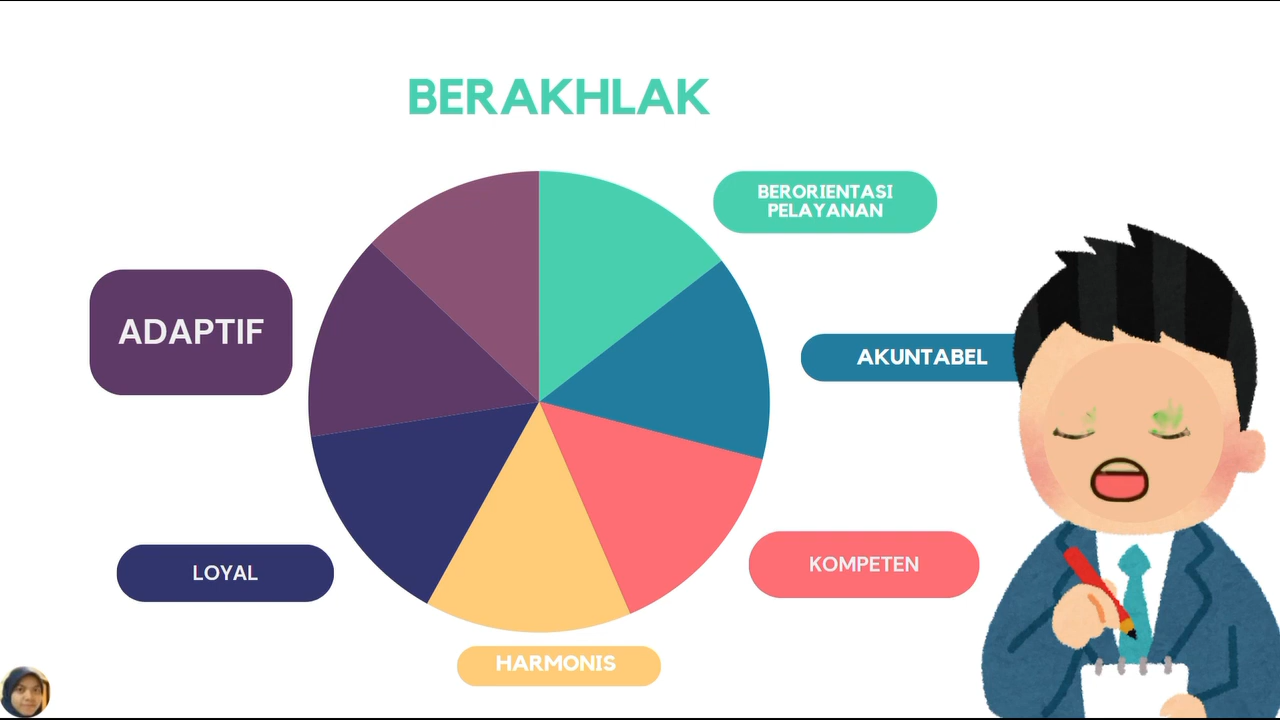 BERAKHLAK
BERORIENTASI
PELAYANAN
ADAPTIF
AKUNTABEL
KOMPETEN
LOYAL
HARMONIS